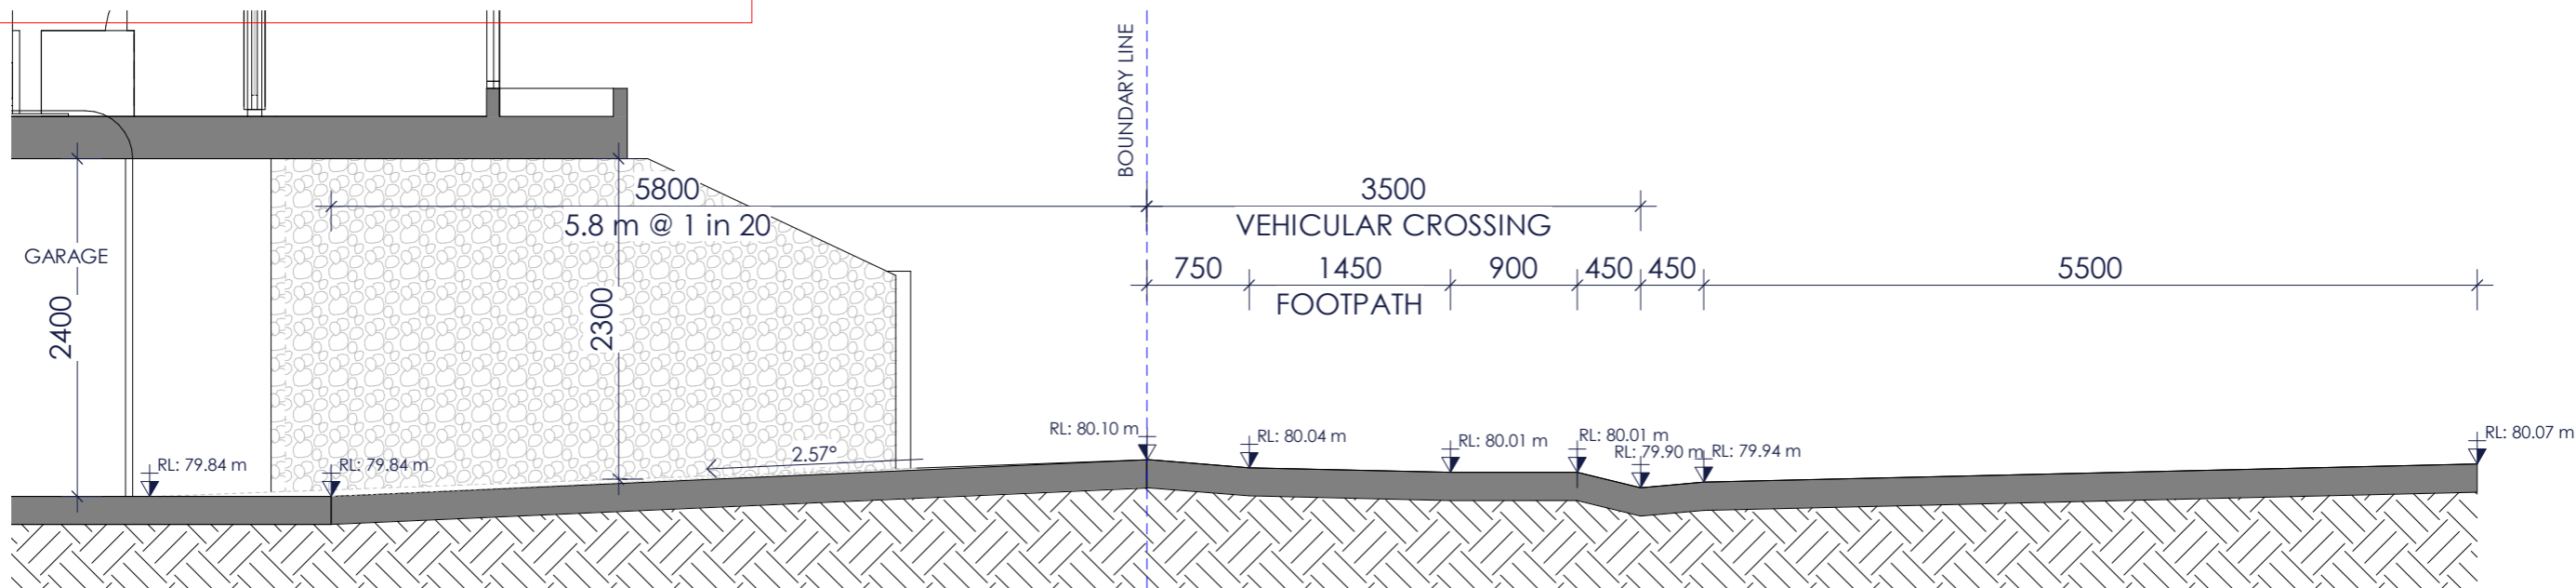 BOUNDARY LINE
5800
5.8 m @ 1 in 20
3500
VEHICULAR CROSSING
GARAGE
2400
2300
750
1450
900
450
450
5500
FOOTPATH
RL: 79.84 m
RL: 79.84 m
2.57°
RL: 80.10 m
RL: 80.04 m
RL: 80.01 m
RL: 80.01 m
RL: 79.90 m
RL: 79.94 m
RL: 80.07 m